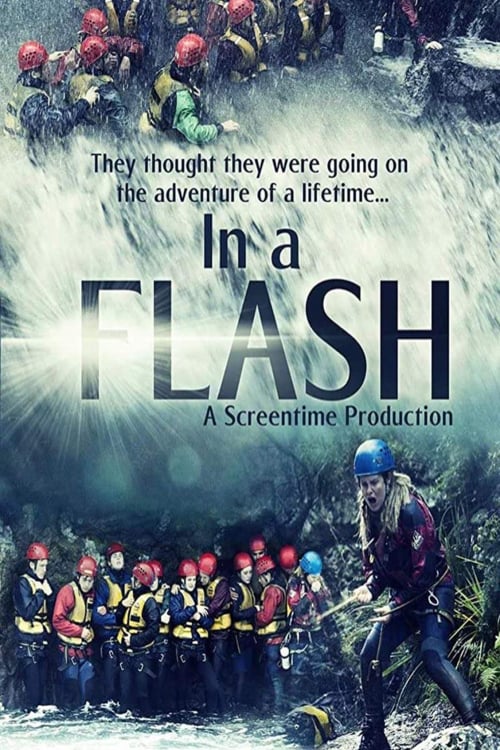 They thought they were going on
the adventure of a lifetime...
In a
FLASH
A Screentime Production